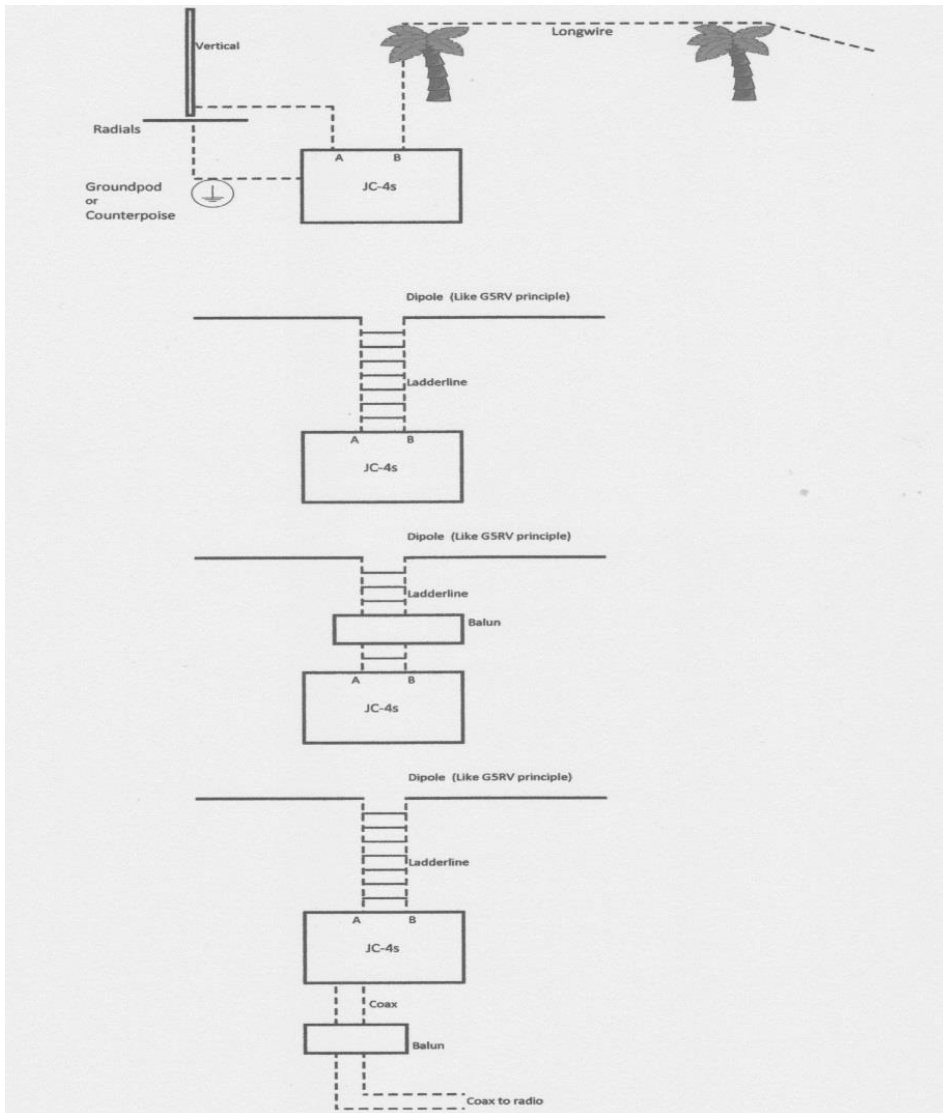 Longwire
Vertical
Radials
A B
JC-4s
Groundpod
or
Counterpoise
Dipole (Like G5RV principle)
Ladderline
A B
JC-4s
Dipole (Like G5RV principle)
Ladderline
Balun
A B
JC-4s
Dipole (Like G5RV principle)
Ladderline
A B
JC-4s
Coax
Balun
Coax to radio